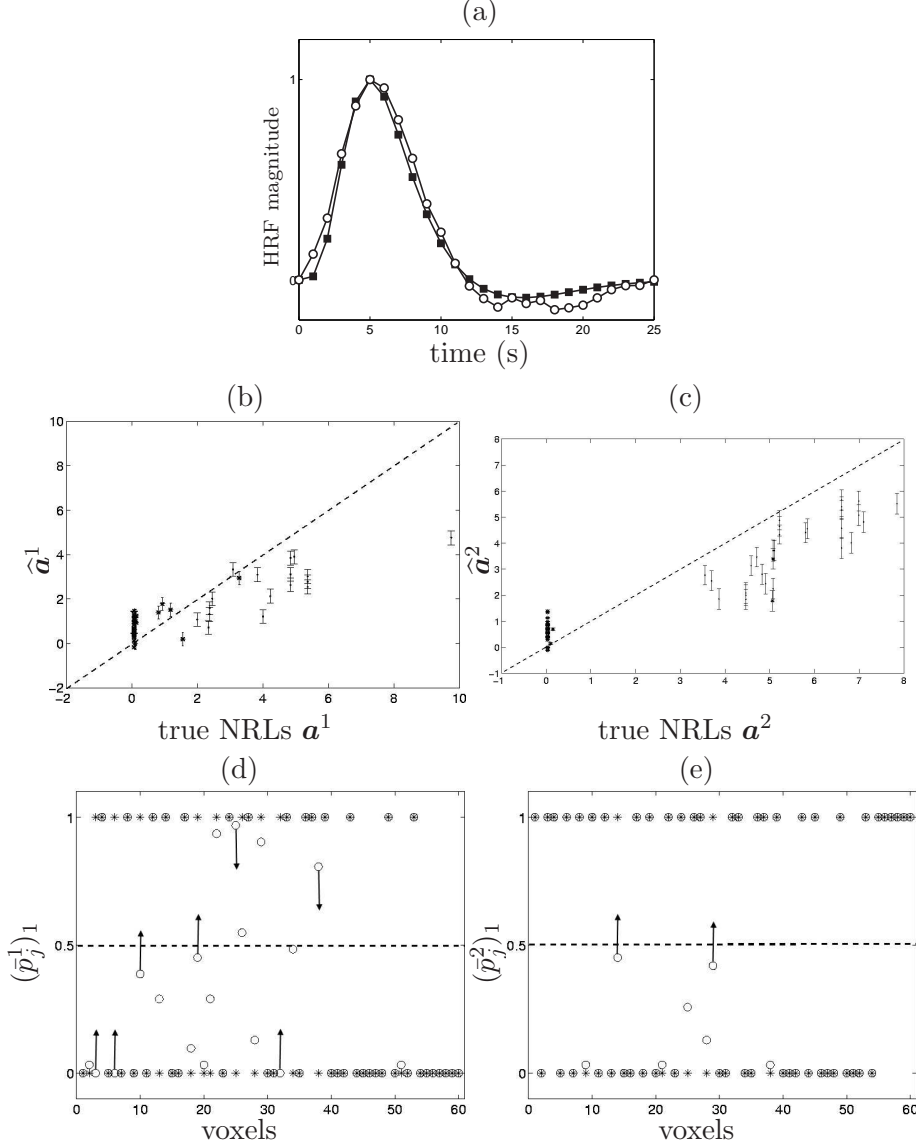 (a)
HRF magnitude
1
0
0 5 10 15 20 25
time (s)
(b)
(c)
10
8
6
4
2
0
−2
−2 0 2 4 6 8 10
â¹
true NRLs a¹
8
7
6
5
4
3
2
1
0
−1
−1 0 1 2 3 4 5 6 7 8
â²
true NRLs a²
(d)
(e)
1
0.5
0
0 10 20 30 40 50 60
(p̄ⱼ¹)₁
voxels
1
0.5
0
0 10 20 30 40 50 60
(p̄ⱼ²)₁
voxels